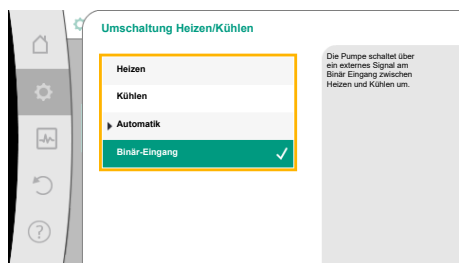 Umschaltung Heizen/Kühlen
Heizen
Kühlen
Automatik
Binär-Eingang
Die Pumpe schaltet über
ein externes Signal am
Binär Eingang zwischen
Heizen und Kühlen um.
?